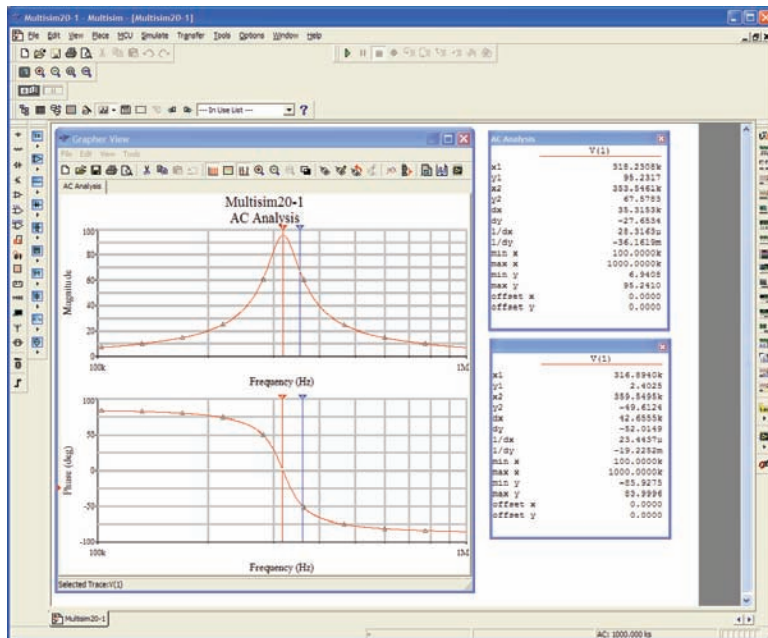 Multisim20-1 - Multisim - [Multisim20-1]
File Edit View Place MCU Simulate Transfer Tools Options Window Help
--- In Use List ---
Grapher View
File Edit View Tools
AC Analysis
Multisim20-1
AC Analysis
Magnitude
100
80
60
40
20
0
100k
1M
Frequency (Hz)
Phase (deg)
100
50
0
-50
-100
100k
1M
Frequency (Hz)
Selected Trace:V(1)
AC Analysis
V(1)
x1 318.2308k
y1 95.2317
x2 353.5461k
y2 67.5783
dx 35.3153k
dy -27.6534
1/dx 28.3163u
1/dy -36.1619m
min x 100.0000k
max x 1000.0000k
min y 6.9408
max y 95.2410
offset x 0.0000
offset y 0.0000
V(1)
x1 316.8940k
y1 2.4025
x2 359.5495k
y2 -49.6124
dx 42.6555k
dy -52.0149
1/dx 23.4437u
1/dy -19.2252m
min x 100.0000k
max x 1000.0000k
min y -85.9275
max y 83.9996
offset x 0.0000
offset y 0.0000
Multisim20-1
AC: 1000.000 ks